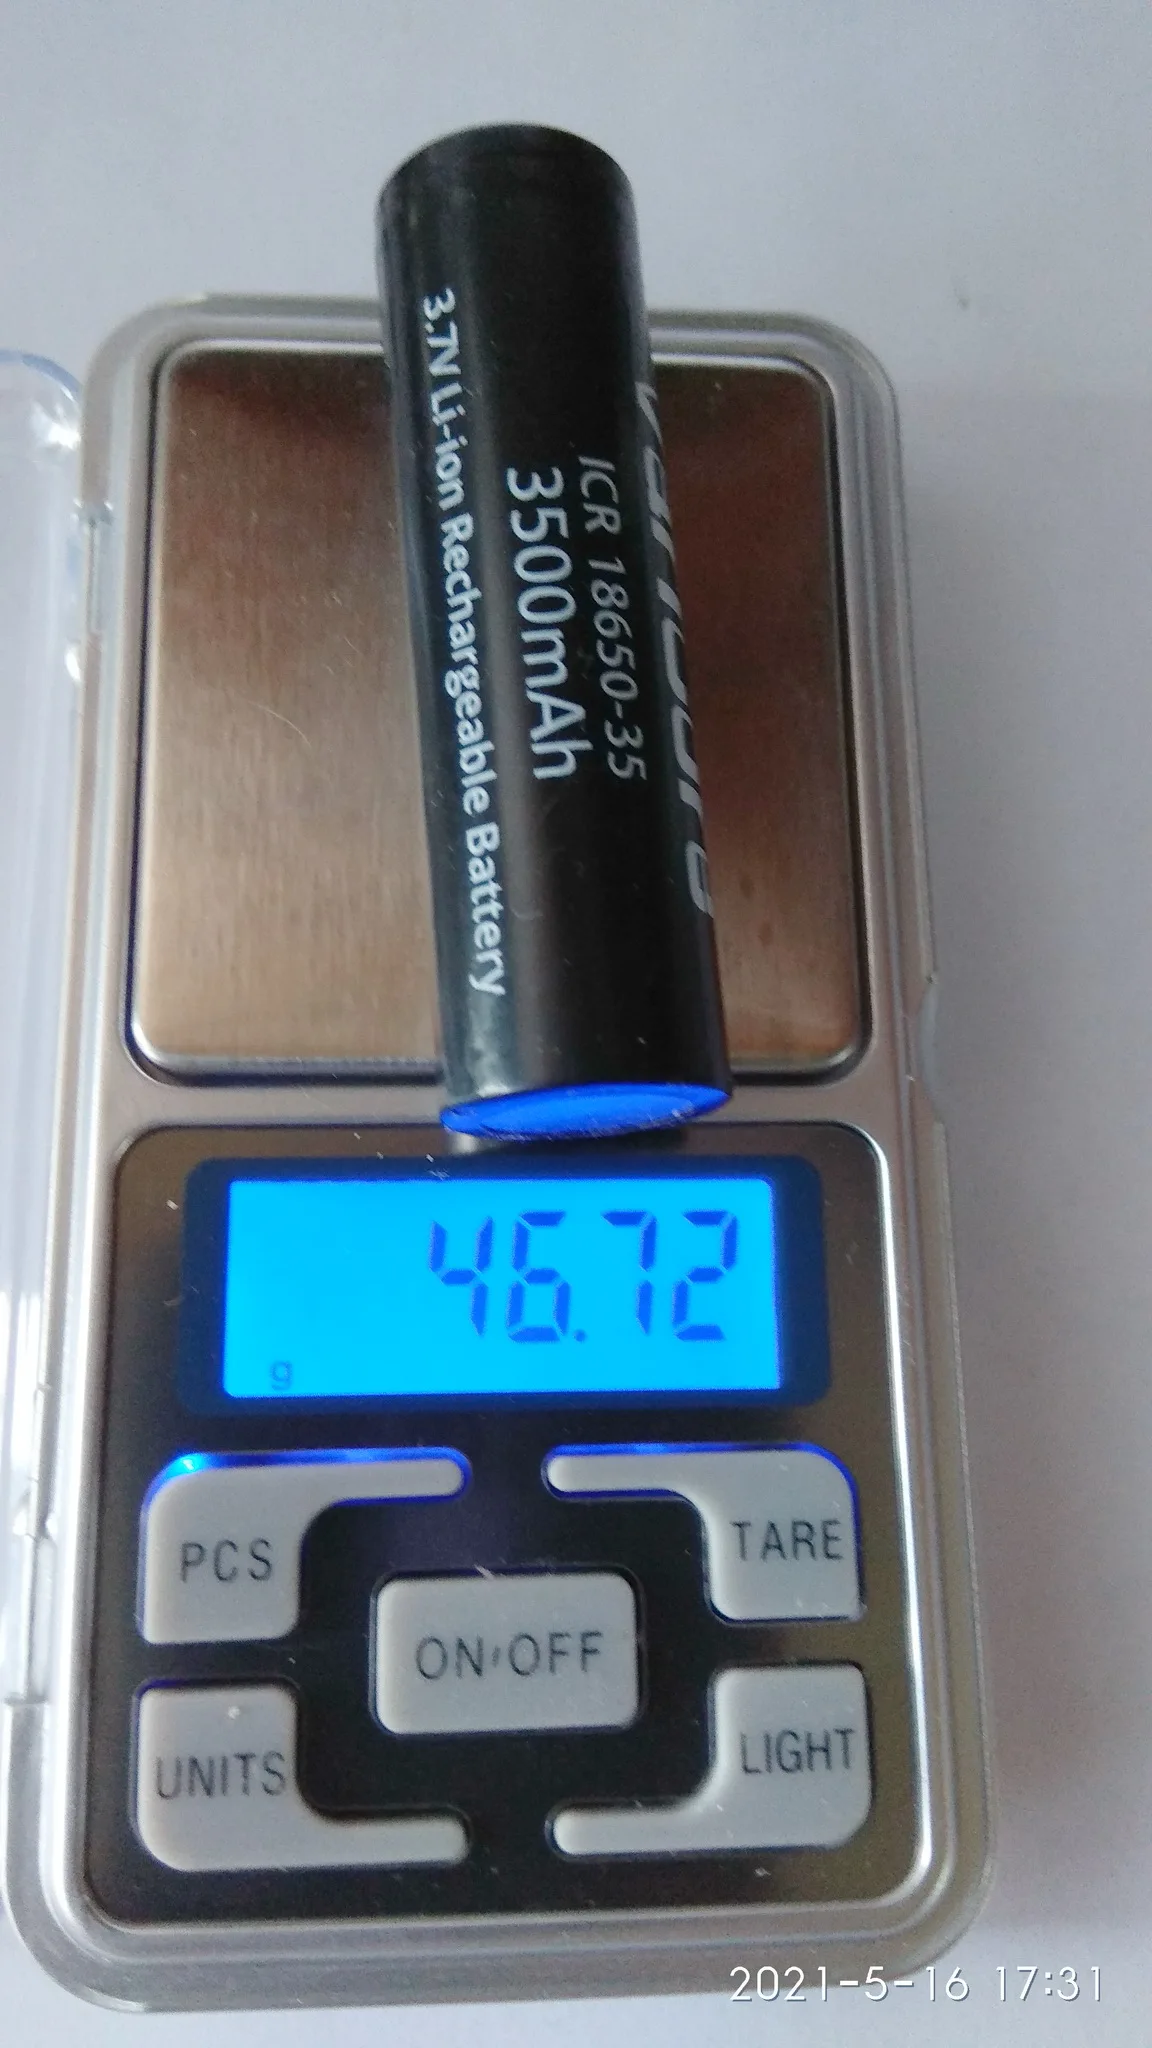 Warsun
ICR 18650-35
3500mAh
3.7V Li-ion Rechargeable Battery
46.72
g
PCS
TARE
ON/OFF
UNITS
LIGHT
2021-5-16 17:31